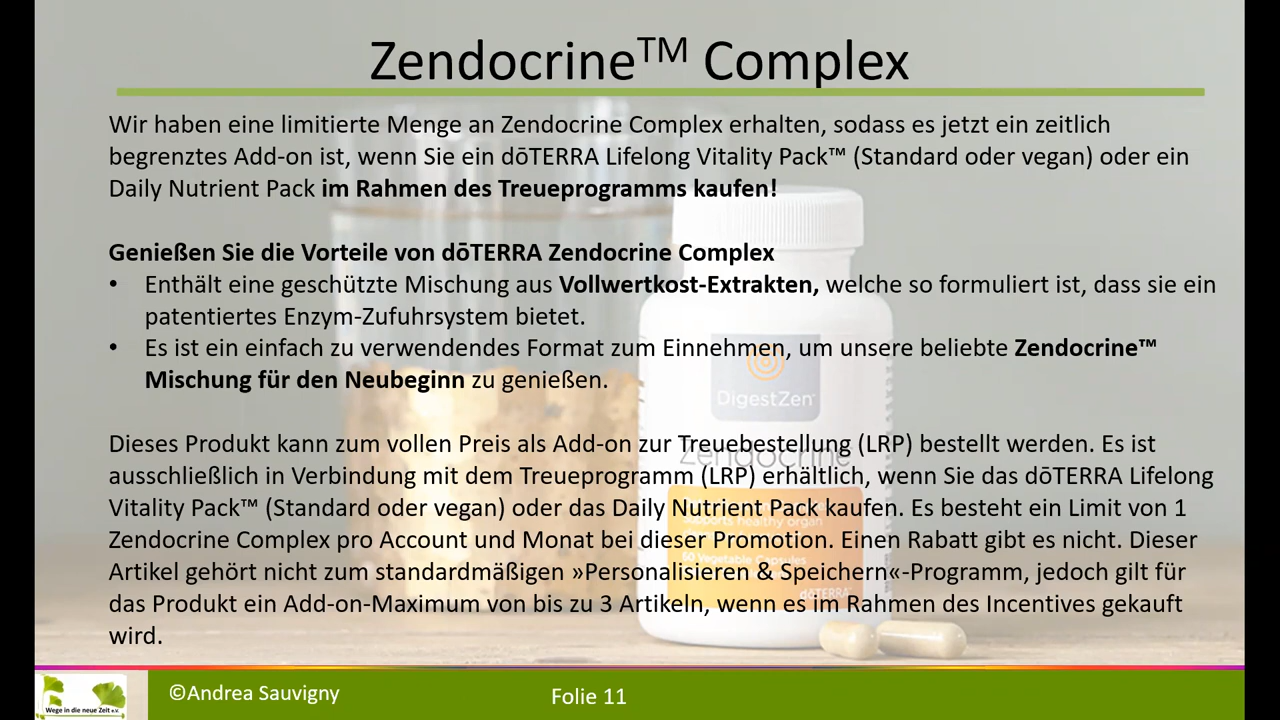 Zendocrine™ Complex
Wir haben eine limitierte Menge an Zendocrine Complex erhalten, sodass es jetzt ein zeitlich
begrenztes Add-on ist, wenn Sie ein dōTERRA Lifelong Vitality Pack™ (Standard oder vegan) oder ein
Daily Nutrient Pack im Rahmen des Treueprogramms kaufen!
Genießen Sie die Vorteile von dōTERRA Zendocrine Complex
• Enthält eine geschützte Mischung aus Vollwertkost-Extrakten, welche so formuliert ist, dass sie ein
patentiertes Enzym-Zufuhrsystem bietet.
• Es ist ein einfach zu verwendendes Format zum Einnehmen, um unsere beliebte Zendocrine™
Mischung für den Neubeginn zu genießen.
Dieses Produkt kann zum vollen Preis als Add-on zur Treuebestellung (LRP) bestellt werden. Es ist
ausschließlich in Verbindung mit dem Treueprogramm (LRP) erhältlich, wenn Sie das dōTERRA Lifelong
Vitality Pack™ (Standard oder vegan) oder das Daily Nutrient Pack kaufen. Es besteht ein Limit von 1
Zendocrine Complex pro Account und Monat bei dieser Promotion. Einen Rabatt gibt es nicht. Dieser
Artikel gehört nicht zum standardmäßigen »Personalisieren & Speichern«-Programm, jedoch gilt für
das Produkt ein Add-on-Maximum von bis zu 3 Artikeln, wenn es im Rahmen des Incentives gekauft
wird.
DigestZen
Zendocrine
Supports healthy organ
60 Vegetable Capsules
dōTERRA
Wege in die neue Zeit e.V.
©Andrea Sauvigny
Folie 11